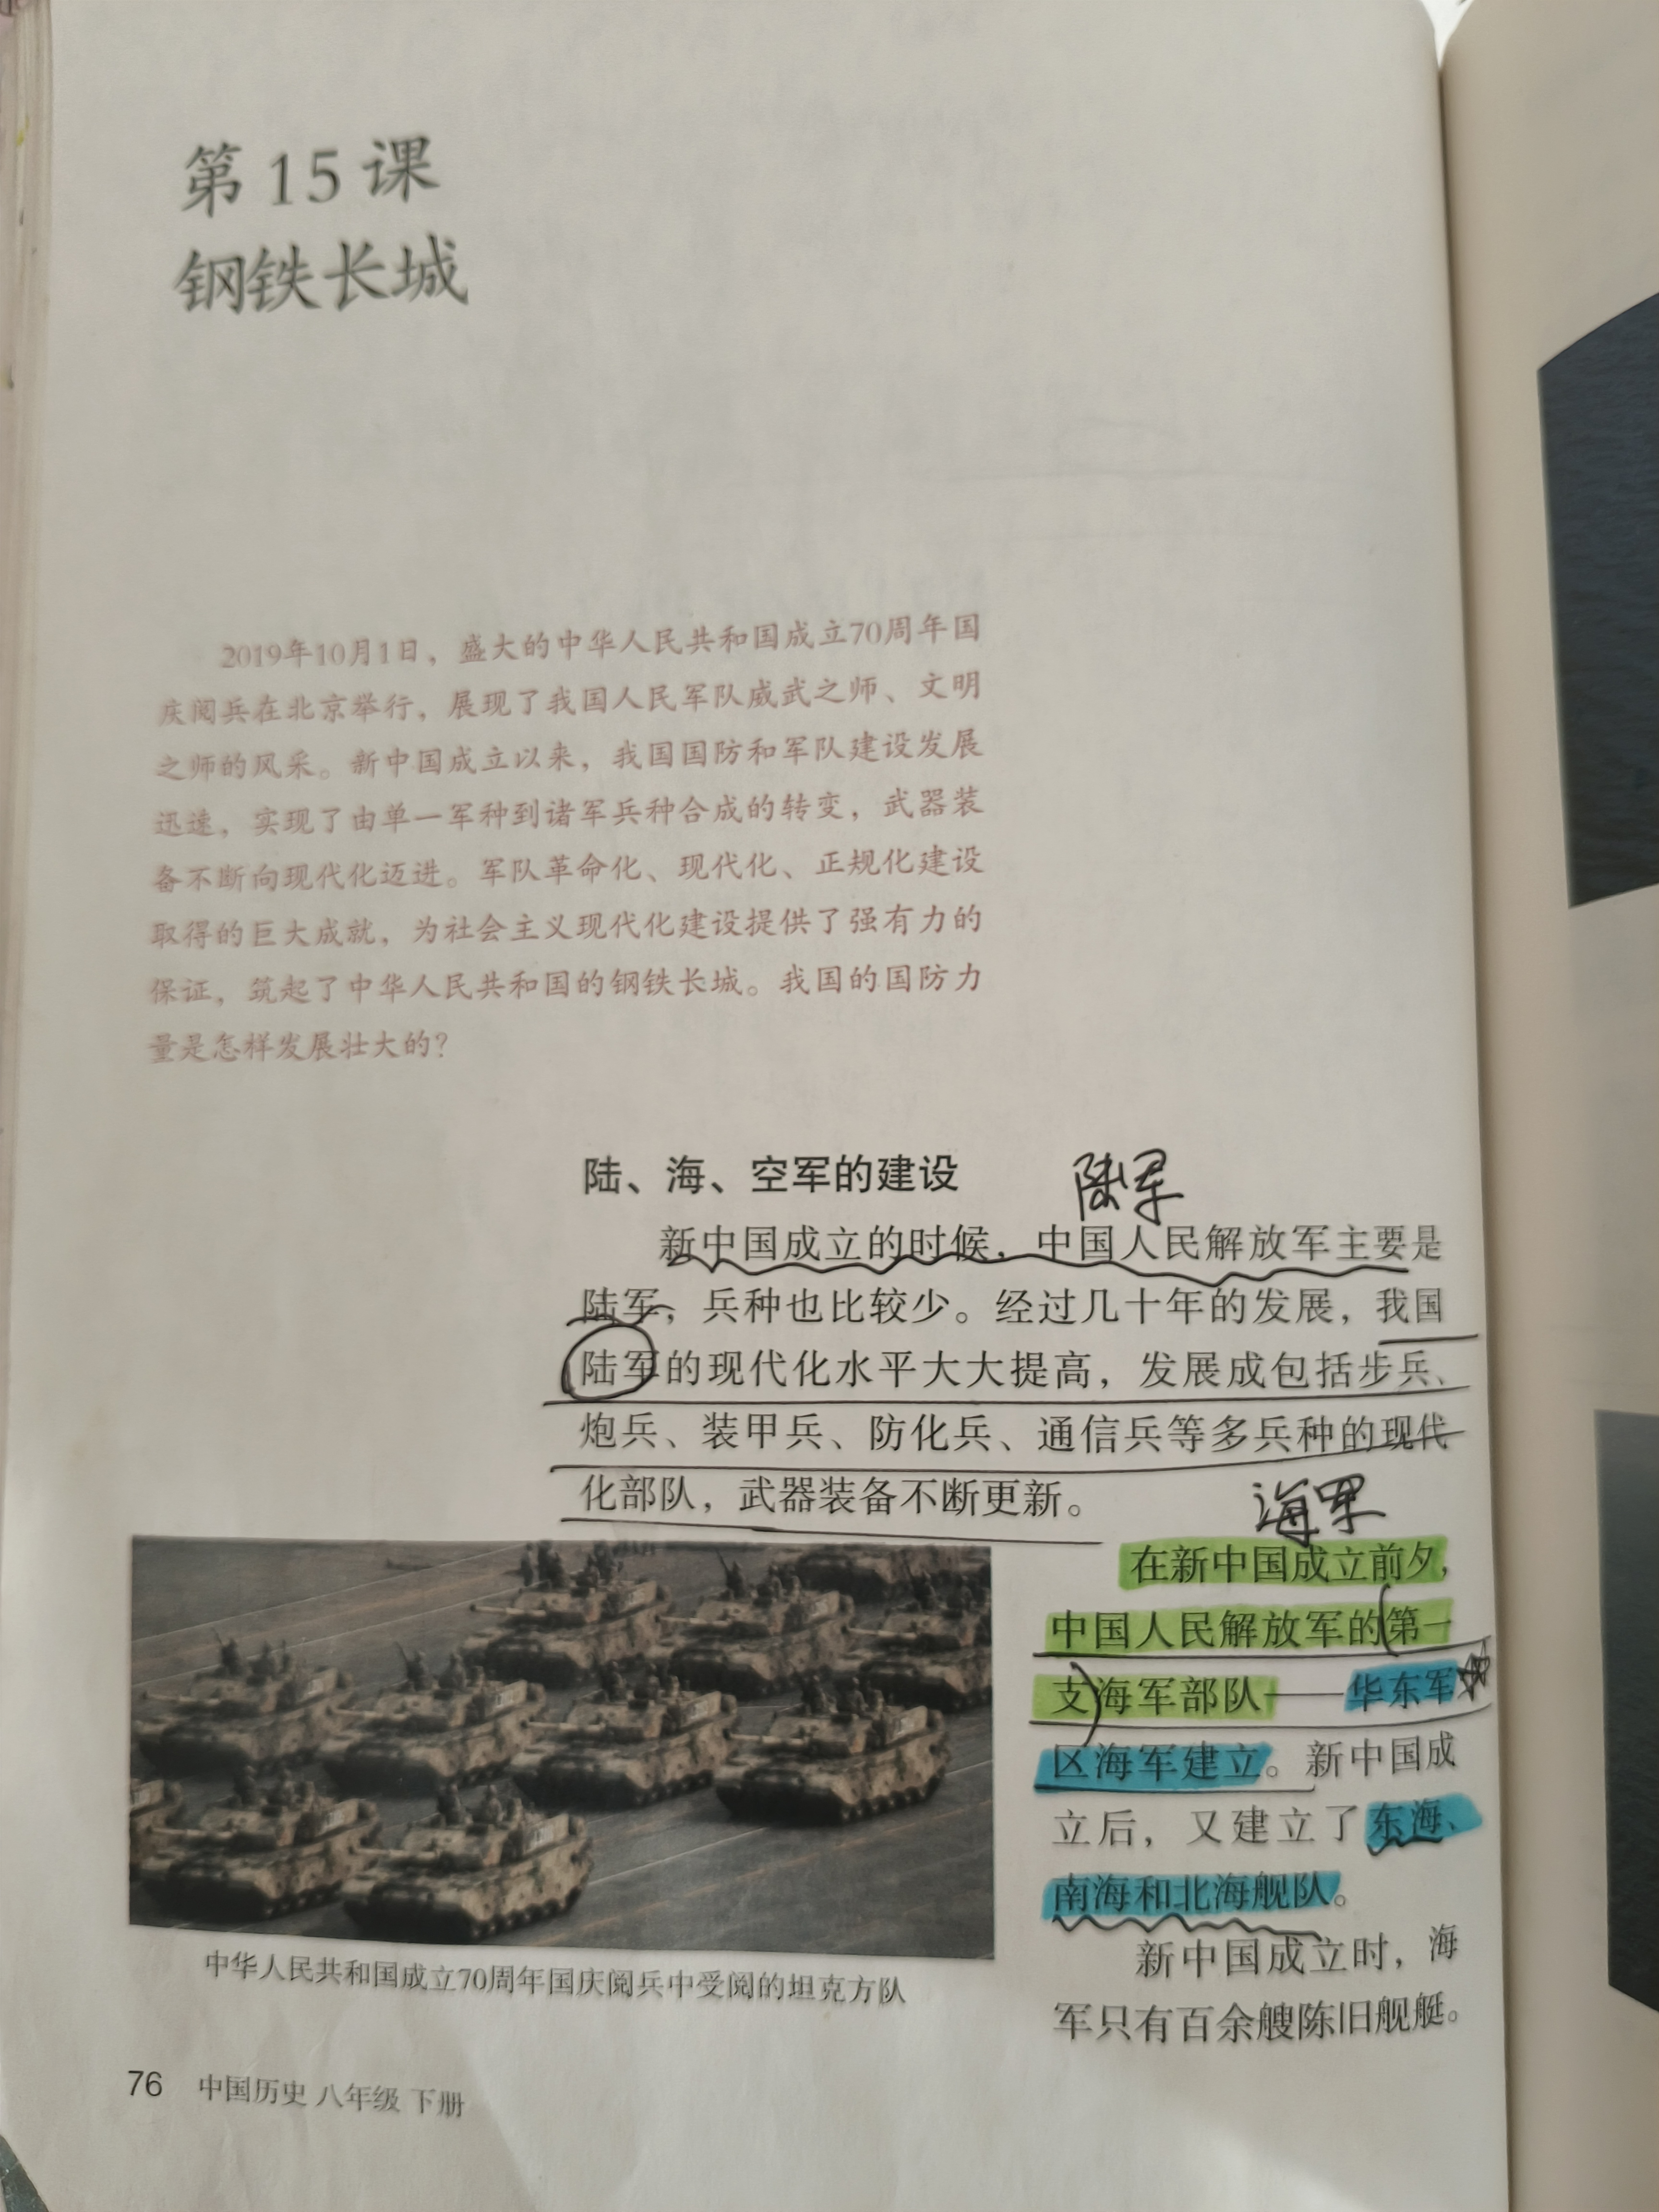 第15课
钢铁长城
2019年10月1日，盛大的中华人民共和国成立70周年国
庆阅兵在北京举行，展现了我国人民军队威武之师、文明
之师的风采。新中国成立以来，我国国防和军队建设发展
迅速，实现了由单一军种到诸军兵种合成的转变，武器装
备不断向现代化迈进。军队革命化、现代化、正规化建设
取得的巨大成就，为社会主义现代化建设提供了强有力的
保证，筑起了中华人民共和国的钢铁长城。我国的国防力
量是怎样发展壮大的？
陆、海、空军的建设
陆军
新中国成立的时候，中国人民解放军主要是
陆军，兵种也比较少。经过几十年的发展，我国
陆军的现代化水平大大提高，发展成包括步兵、
炮兵、装甲兵、防化兵、通信兵等多兵种的现代
化部队，武器装备不断更新。
海军
在新中国成立前夕，
中国人民解放军的第一
支海军部队——华东军
区海军建立。新中国成
立后，又建立了东海、
南海和北海舰队。
新中国成立时，海
军只有百余艘陈旧舰艇。
中华人民共和国成立70周年国庆阅兵中受阅的坦克方队
76 中国历史 八年级 下册